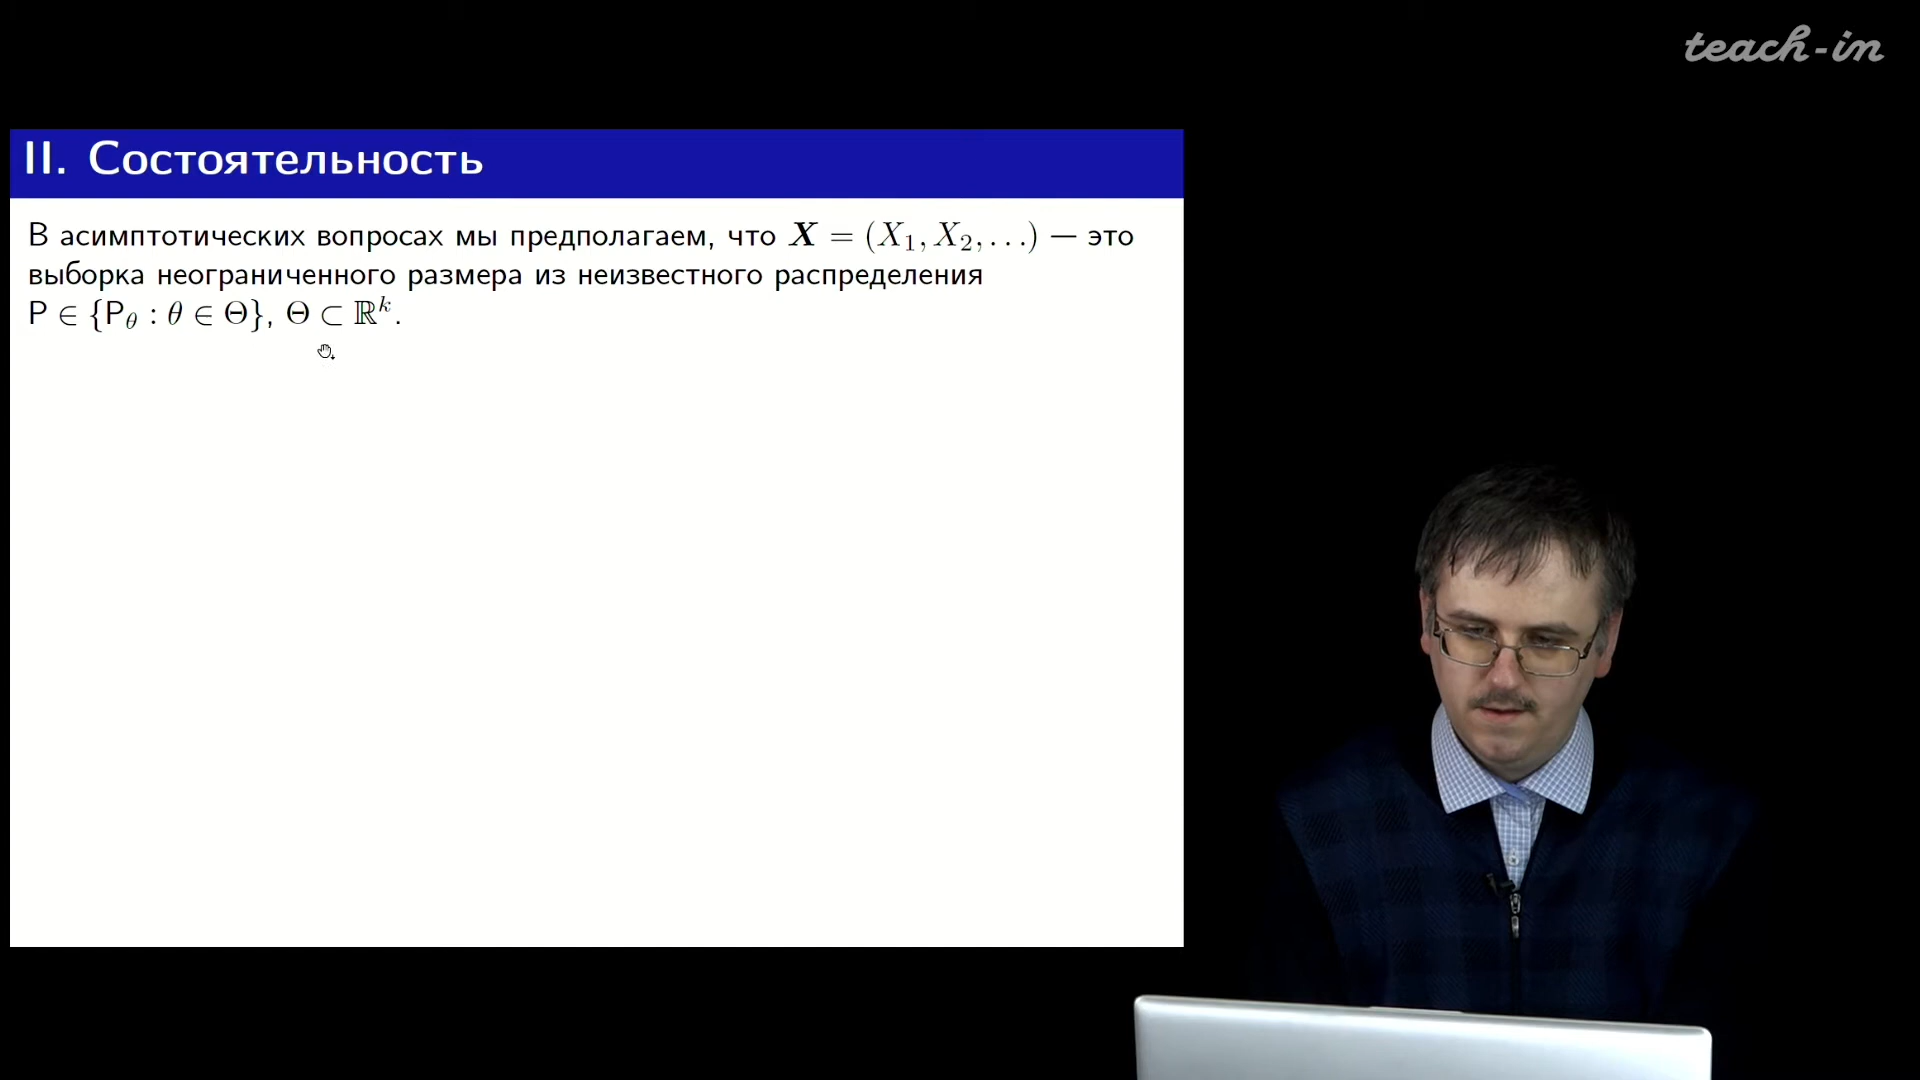 teach-in
II. Состоятельность
В асимптотических вопросах мы предполагаем, что X = (X₁, X₂, . . .) — это
выборка неограниченного размера из неизвестного распределения
P ∈ {P_θ : θ ∈ Θ}, Θ ⊂ ℝᵏ.